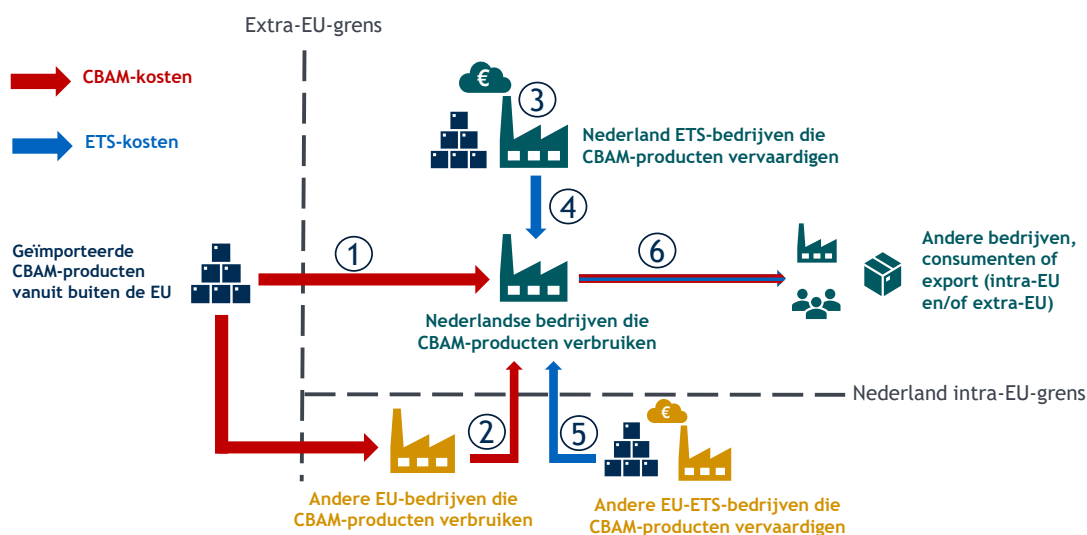 Extra-EU-grens
CBAM-kosten
ETS-kosten
€
3
Nederland ETS-bedrijven die
CBAM-producten vervaardigen
4
Geïmporteerde
CBAM-producten
vanuit buiten de EU
1
6
Andere bedrijven,
consumenten of
export (intra-EU
en/of extra-EU)
Nederlandse bedrijven die
CBAM-producten verbruiken
Nederland intra-EU-grens
2
5
€
Andere EU-bedrijven die
CBAM-producten verbruiken
Andere EU-ETS-bedrijven die
CBAM-producten vervaardigen